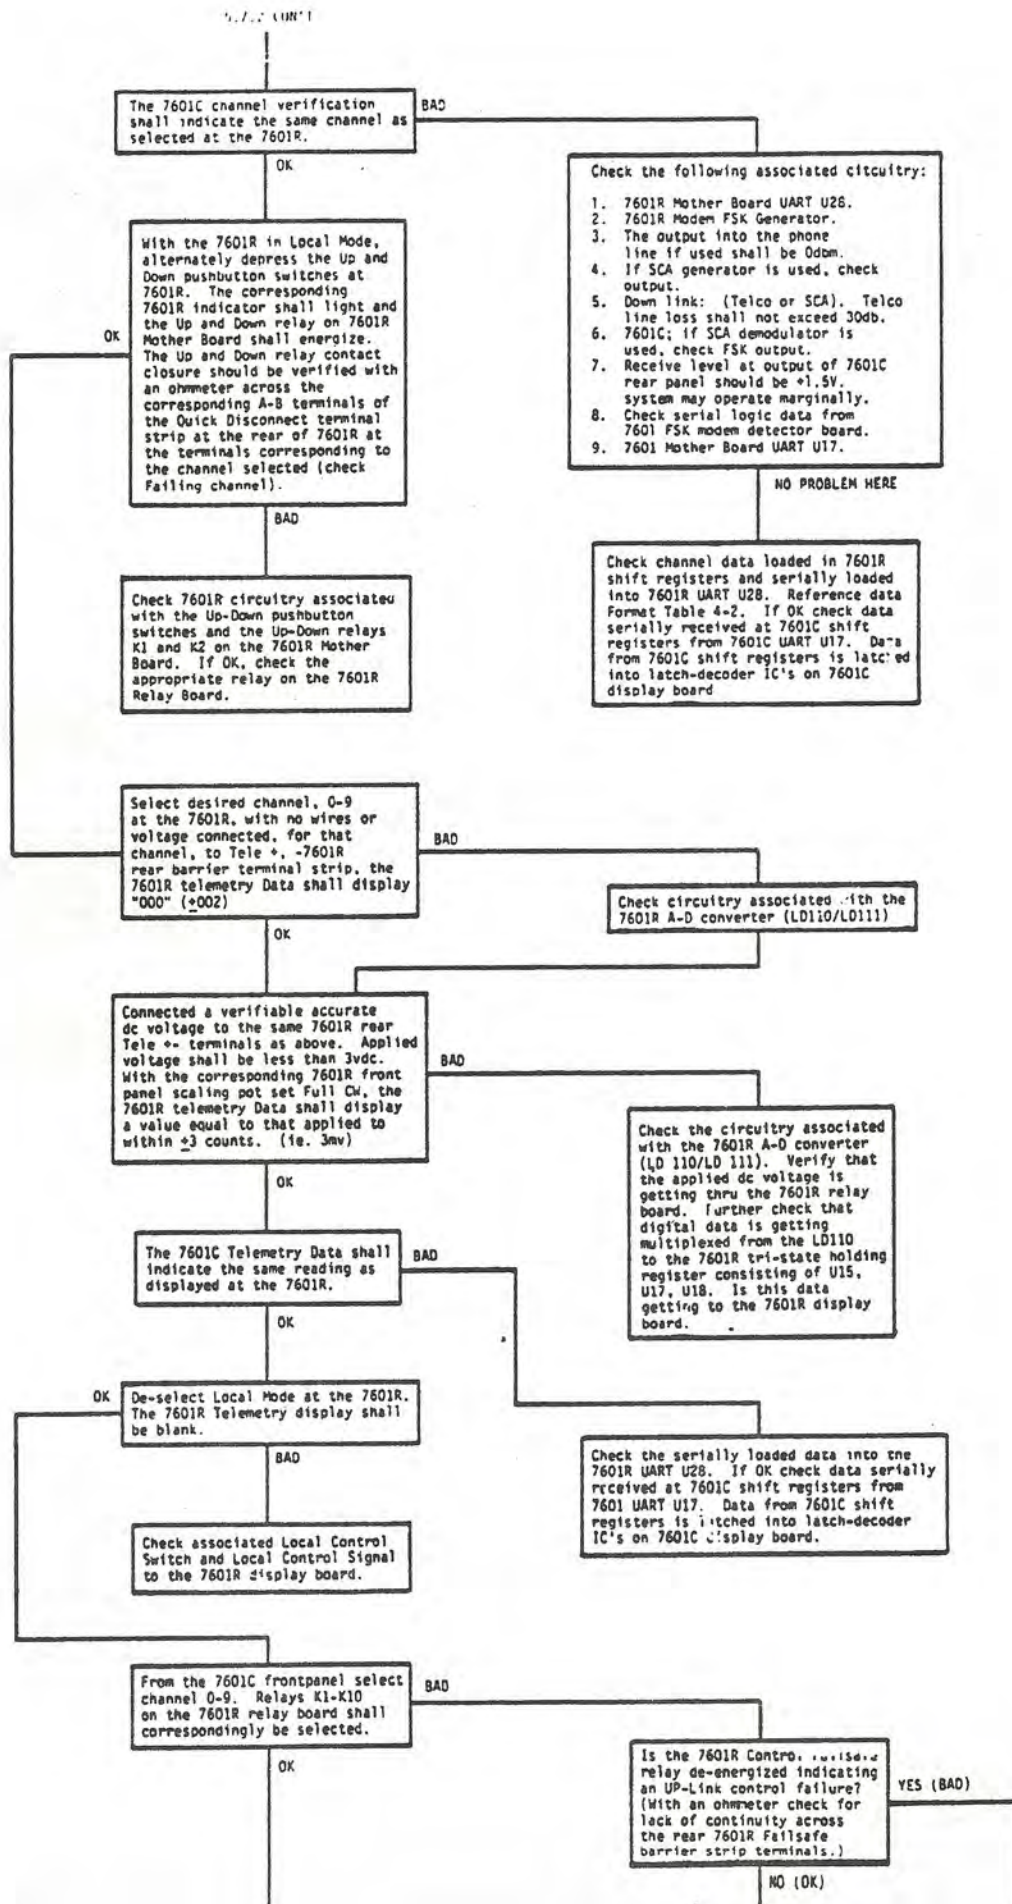 The 7601C channel verification
shall indicate the same channel as
selected at the 7601R.
BAD
OK
Check the following associated citcuitry:
1. 7601R Mother Board UART U28.
2. 7601R Modem FSK Generator.
3. The output into the phone
line if used shall be 0dbm.
4. If SCA generator is used, check
output.
5. Down link: (Telco or SCA). Telco
line loss shall not exceed 30db.
6. 7601C; if SCA demodulator is
used, check FSK output.
7. Receive level at output of 7601C
rear panel should be +1.5V.
system may operate marginally.
8. Check serial logic data from
7601 FSK modem detector board.
9. 7601 Mother Board UART U17.
NO PROBLEM HERE
With the 7601R in Local Mode,
alternately depress the Up and
Down pushbutton switches at
7601R. The corresponding
7601R indicator shall light and
the Up and Down relay on 7601R
Mother Board shall energize.
The Up and Down relay contact
closure should be verified with
an ohmmeter across the
corresponding A-B terminals of
the Quick Disconnect terminal
strip at the rear of 7601R at
the terminals corresponding to
the channel selected (check
Failing channel).
OK
BAD
Check channel data loaded in 7601R
shift registers and serially loaded
into 7601R UART U28. Reference data
Format Table 4-2. If OK check data
serially received at 7601C shift
registers from 7601C UART U17. Data
from 7601C shift registers is latched
into latch-decoder IC's on 7601C
display board
Check 7601R circuitry associated
with the Up-Down pushbutton
switches and the Up-Down relays
K1 and K2 on the 7601R Mother
Board. If OK, check the
appropriate relay on the 7601R
Relay Board.
Select desired channel, 0-9
at the 7601R, with no wires or
voltage connected, for that
channel, to Tele +, -7601R
rear barrier terminal strip, the
7601R telemetry Data shall display
"000" (±002)
BAD
OK
Check circuitry associated with the
7601R A-D converter (LD110/LD111)
Connected a verifiable accurate
dc voltage to the same 7601R rear
Tele +- terminals as above. Applied
voltage shall be less than 3vdc.
With the corresponding 7601R front
panel scaling pot set Full CW, the
7601R telemetry Data shall display
a value equal to that applied to
within ±3 counts. (ie. 3mv)
BAD
OK
Check the circuitry associated
with the 7601R A-D converter
(LD 110/LD 111). Verify that
the applied dc voltage is
getting thru the 7601R relay
board. Further check that
digital data is getting
multiplexed from the LD110
to the 7601R tri-state holding
register consisting of U15,
U17, U18. Is this data
getting to the 7601R display
board.
The 7601C Telemetry Data shall
indicate the same reading as
displayed at the 7601R.
BAD
OK
De-select Local Mode at the 7601R.
The 7601R Telemetry display shall
be blank.
OK
BAD
Check the serially loaded data into the
7601R UART U28. If OK check data serially
received at 7601C shift registers from
7601 UART U17. Data from 7601C shift
registers is latched into latch-decoder
IC's on 7601C display board.
Check associated Local Control
Switch and Local Control Signal
to the 7601R display board.
From the 7601C frontpanel select
channel 0-9. Relays K1-K10
on the 7601R relay board shall
correspondingly be selected.
BAD
OK
Is the 7601R Control
relay de-energized indicating
an UP-Link control failure?
(With an ohmmeter check for
lack of continuity across
the rear 7601R Failsafe
barrier strip terminals.)
YES (BAD)
NO (OK)